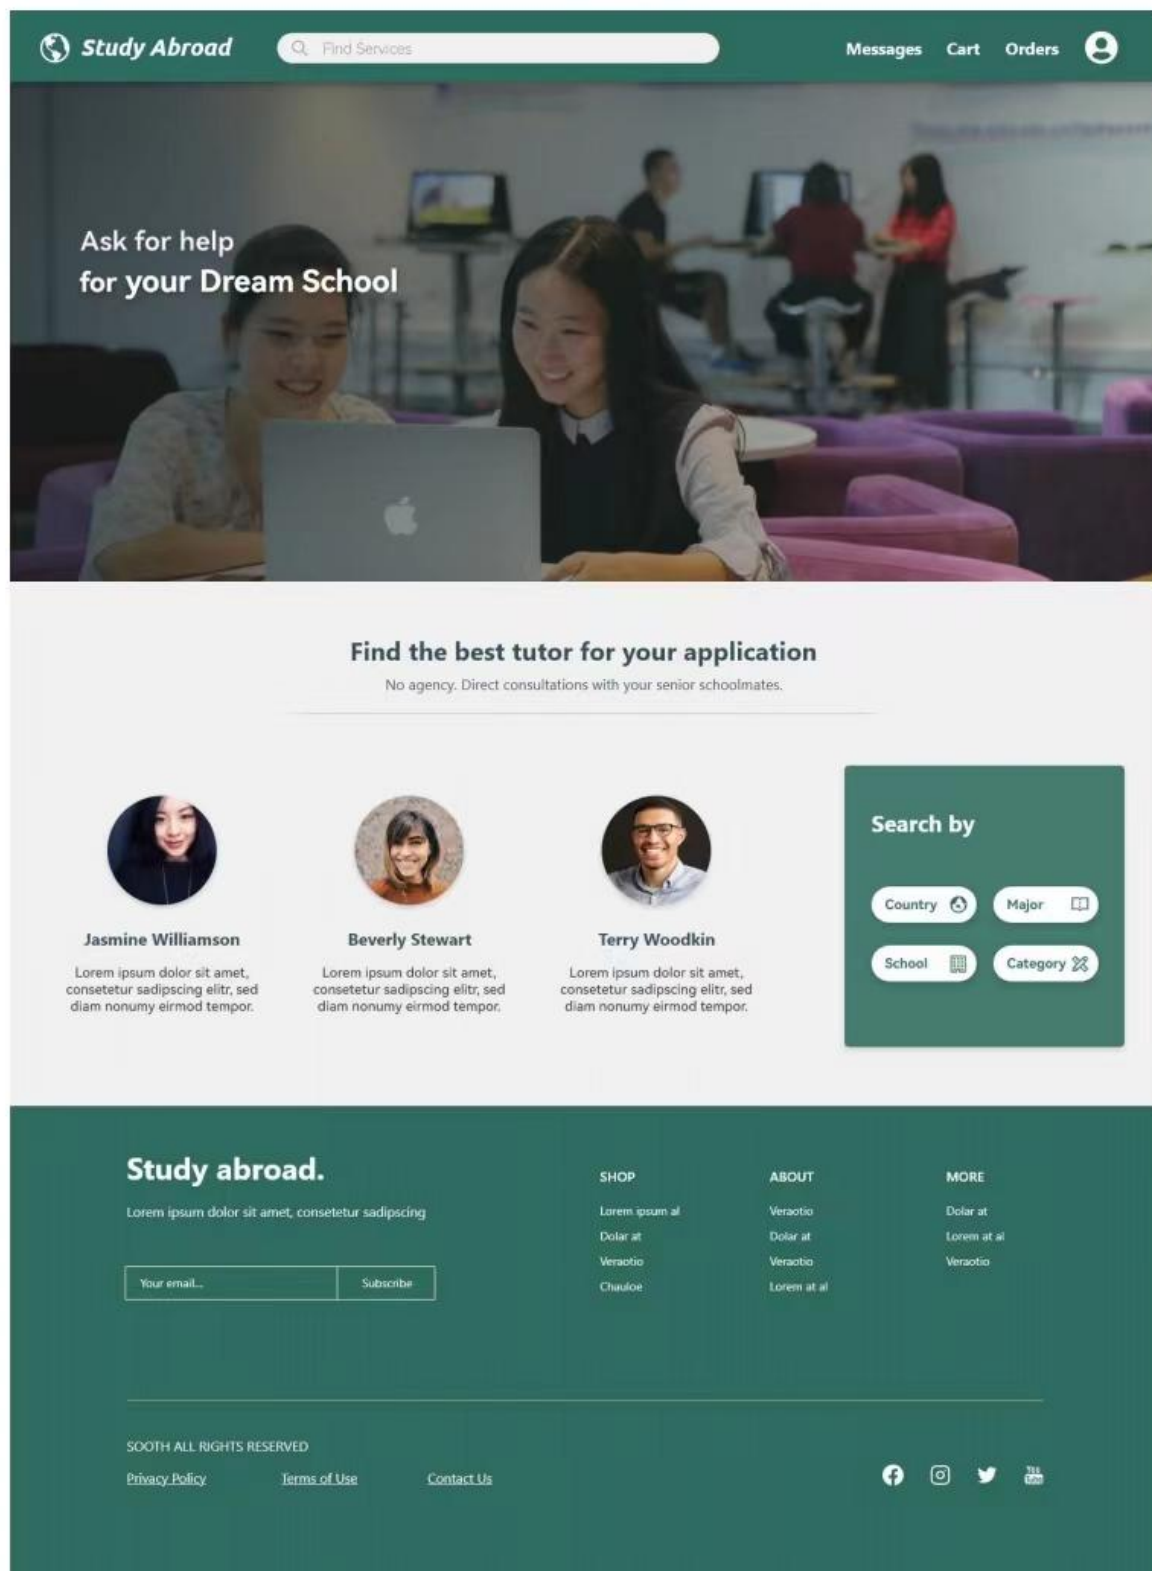 Study Abroad
Find Services
Messages Cart Orders
Ask for help
for your Dream School
Find the best tutor for your application
No agency. Direct consultations with your senior schoolmates.
Jasmine Williamson
Lorem ipsum dolor sit amet,
consetetur sadipscing elitr, sed
diam nonumy eirmod tempor.
Beverly Stewart
Lorem ipsum dolor sit amet,
consetetur sadipscing elitr, sed
diam nonumy eirmod tempor.
Terry Woodkin
Lorem ipsum dolor sit amet,
consetetur sadipscing elitr, sed
diam nonumy eirmod tempor.
Search by
Country
Major
School
Category
Study abroad.
Lorem ipsum dolor sit amet, consetetur sadipscing
Your email...
Subscribe
SHOP
Lorem ipsum al
Dolar at
Veraotio
Chauloe
ABOUT
Veraotio
Dolar at
Veraotio
Lorem at al
MORE
Dolar at
Lorem at al
Veraotio
SOOTH ALL RIGHTS RESERVED
Privacy Policy
Terms of Use
Contact Us
You
Tube